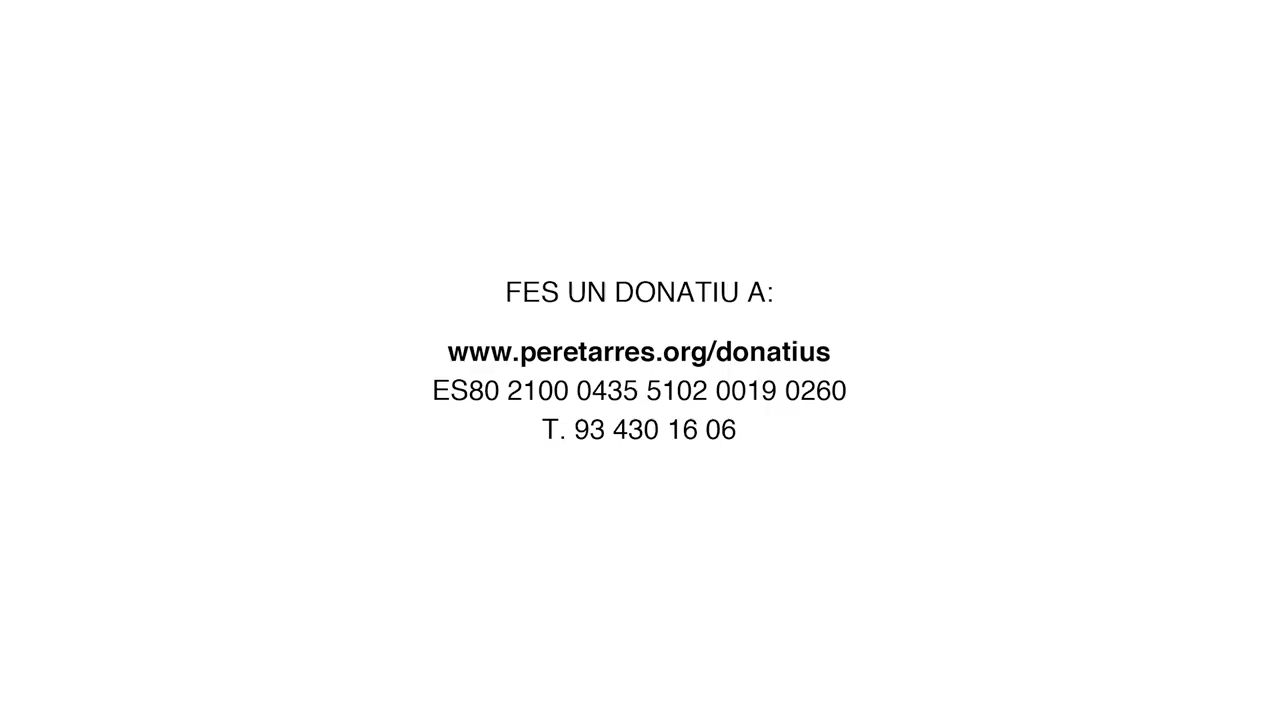 FES UN DONATIU A:
www.peretarres.org/donatius
ES80 2100 0435 5102 0019 0260
T. 93 430 16 06